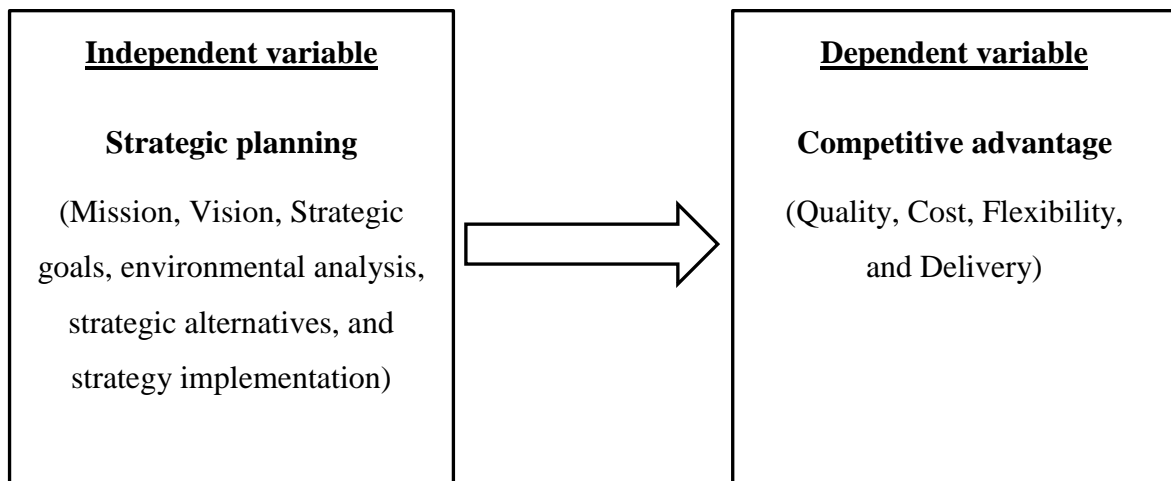 Independent variable
Strategic planning
(Mission, Vision, Strategic
goals, environmental analysis,
strategic alternatives, and
strategy implementation)
Dependent variable
Competitive advantage
(Quality, Cost, Flexibility,
and Delivery)